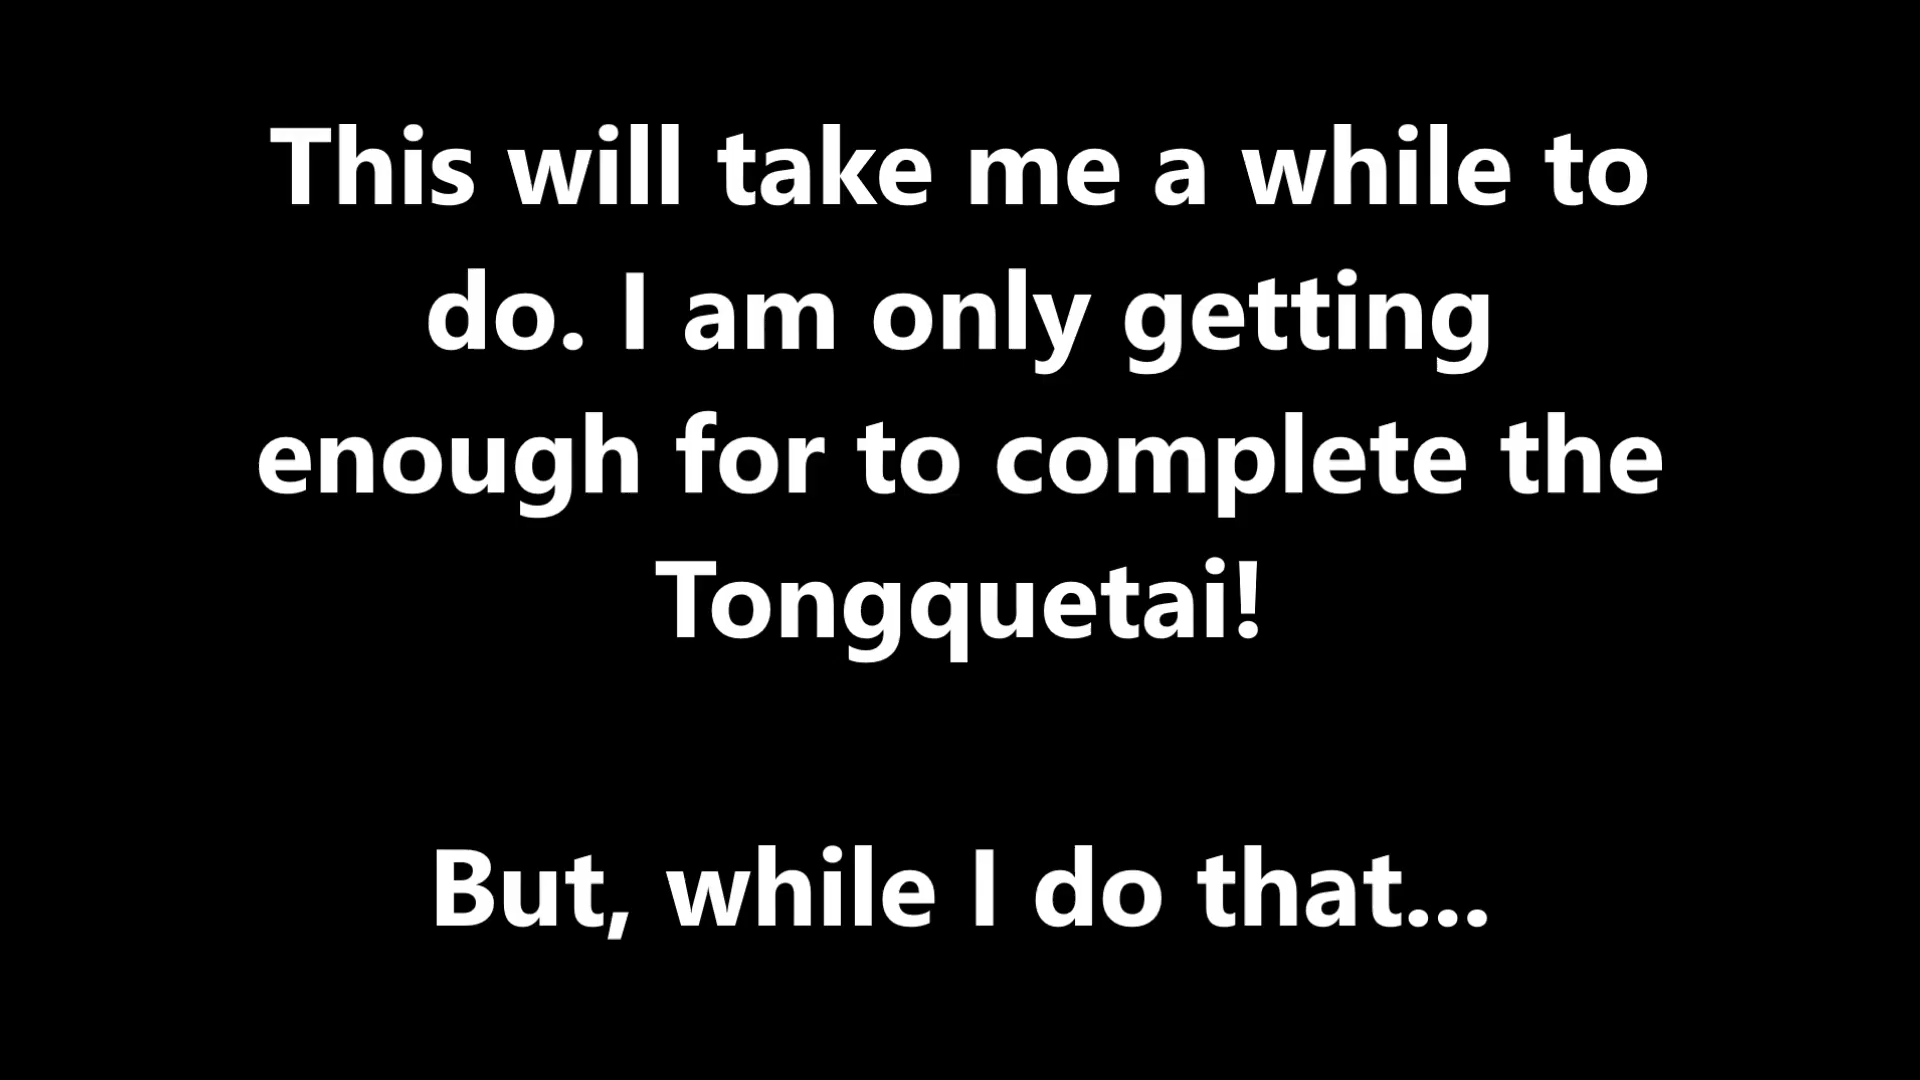 This will take me a while to
do. I am only getting
enough for to complete the
Tongquetai!
But, while I do that...